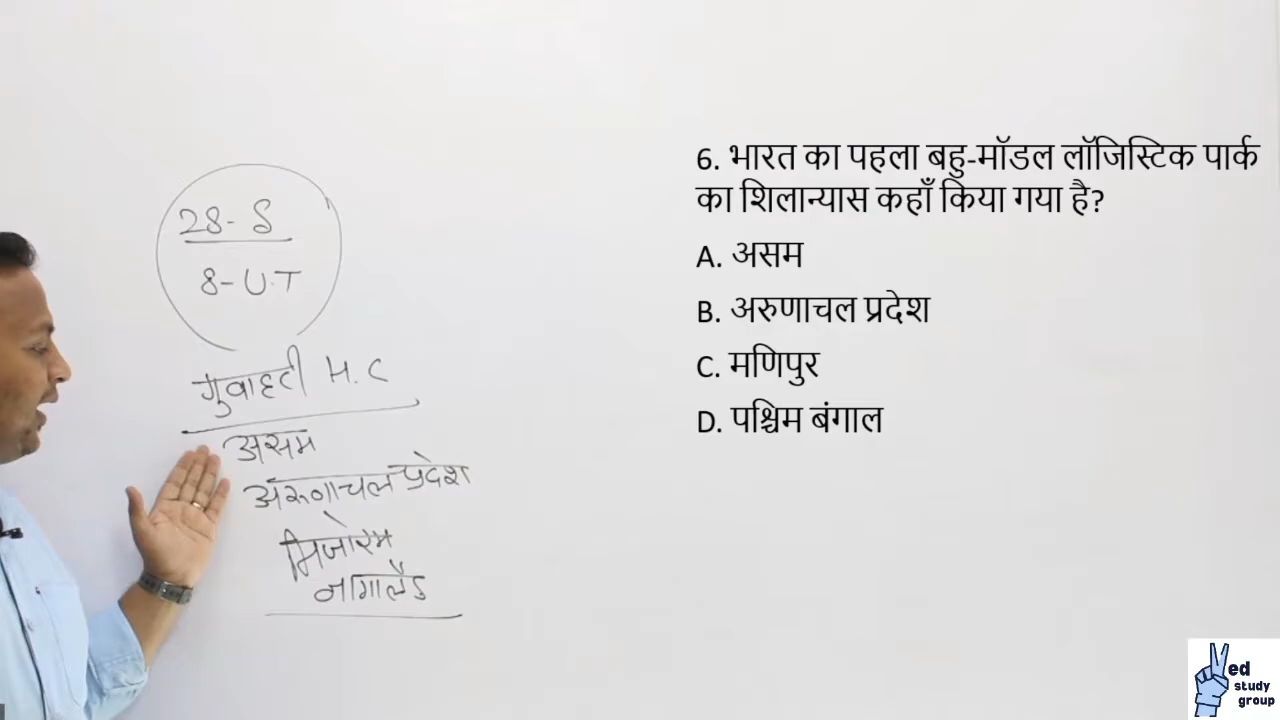 28- S
8- U.T
गुवाहटी H.C
असम
अरूणाचल प्रदेश
मिजोरम
नागालैंड
6. भारत का पहला बहु-मॉडल लॉजिस्टिक पार्क
का शिलान्यास कहाँ किया गया है?
A. असम
B. अरुणाचल प्रदेश
C. मणिपुर
D. पश्चिम बंगाल
Ved
study
group